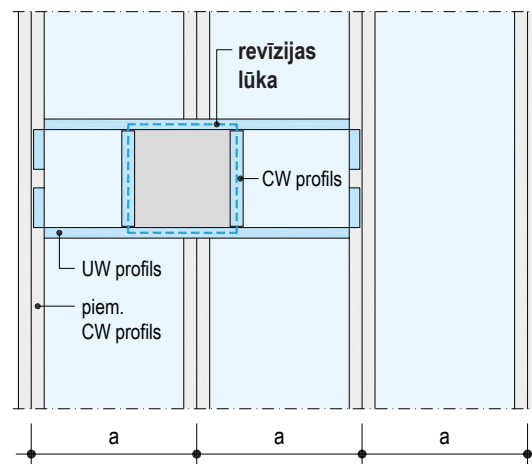 revīzijas
lūka
CW profils
UW profils
piem.
CW profils
a
a
a